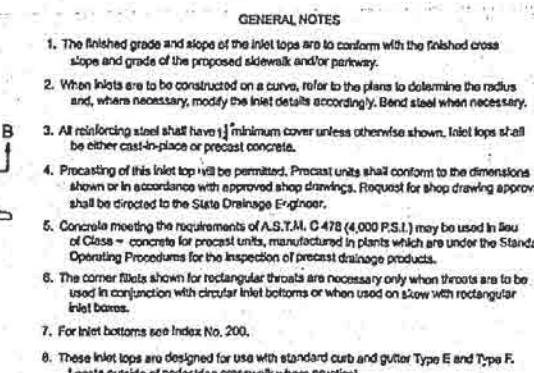 GENERAL NOTES
1. The finished grade and slope of the inlet tops are to conform with the finished cross
slope and grade of the proposed sidewalk and/or parkway.
2. When inlets are to be constructed on a curve, refer to the plans to determine the radius
and, where necessary, modify the inlet details accordingly. Bend steel when necessary.
B
3. All reinforcing steel shall have minimum cover unless otherwise shown. Inlet tops shall
be either cast-in-place or precast concrete.
4. Precasting of this inlet top will be permitted. Precast units shall conform to the dimensions
shown or in accordance with approved shop drawings. Request for shop drawing approv
shall be directed to the State Drainage Engineer.
5. Concrete meeting the requirements of A.S.T.M. C 478 (4,000 P.S.I.) may be used in lieu
of Class concrete for precast units, manufactured in plants which are under the Standa
Operating Procedures for the inspection of precast drainage products.
6. The corner fillets shown for rectangular throats are necessary only when throats are to be
used in conjunction with circular inlet bottoms or when used on skew with rectangular
inlet boxes.
7. For inlet bottoms see Index No. 200.
8. These inlet tops are designed for use with standard curb and gutter Type E and Type F.